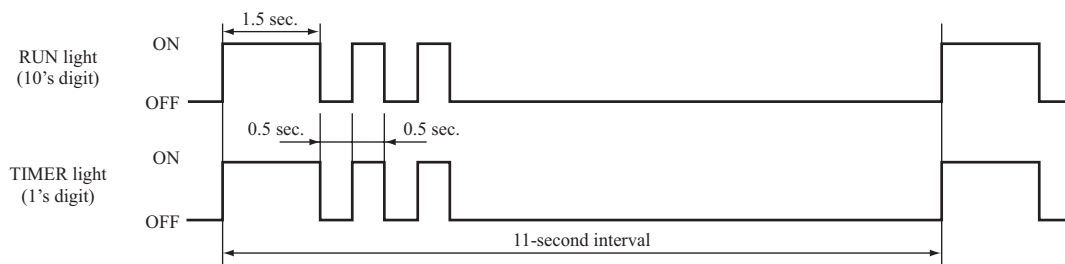 1.5 sec.
ON
RUN light
(10’s digit)
OFF
0.5 sec.
0.5 sec.
ON
TIMER light
(1’s digit)
OFF
11-second interval